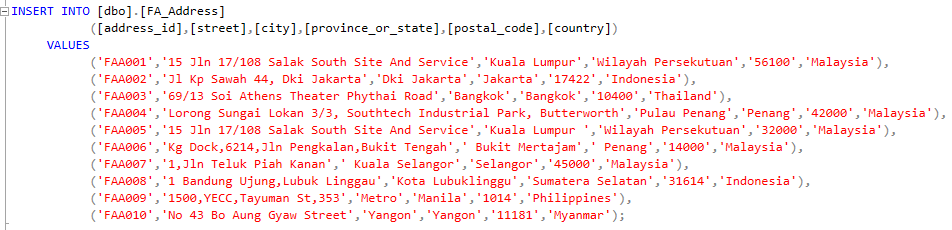 INSERT INTO [dbo].[FA_Address]
([address_id],[street],[city],[province_or_state],[postal_code],[country])
VALUES
('FAA001','15 Jln 17/108 Salak South Site And Service','Kuala Lumpur','Wilayah Persekutuan','56100','Malaysia'),
('FAA002','Jl Kp Sawah 44, Dki Jakarta','Dki Jakarta','Jakarta','17422','Indonesia'),
('FAA003','69/13 Soi Athens Theater Phythai Road','Bangkok','Bangkok','10400','Thailand'),
('FAA004','Lorong Sungai Lokan 3/3, Southtech Industrial Park, Butterworth','Pulau Penang','Penang','42000','Malaysia'),
('FAA005','15 Jln 17/108 Salak South Site And Service','Kuala Lumpur ','Wilayah Persekutuan','32000','Malaysia'),
('FAA006','Kg Dock,6214,Jln Pengkalan,Bukit Tengah',' Bukit Mertajam',' Penang','14000','Malaysia'),
('FAA007','1,Jln Teluk Piah Kanan',' Kuala Selangor','Selangor','45000','Malaysia'),
('FAA008','1 Bandung Ujung,Lubuk Linggau','Kota Lubuklinggu','Sumatera Selatan','31614','Indonesia'),
('FAA009','1500,YECC,Tayuman St,353','Metro','Manila','1014','Philippines'),
('FAA010','No 43 Bo Aung Gyaw Street','Yangon','Yangon','11181','Myanmar');